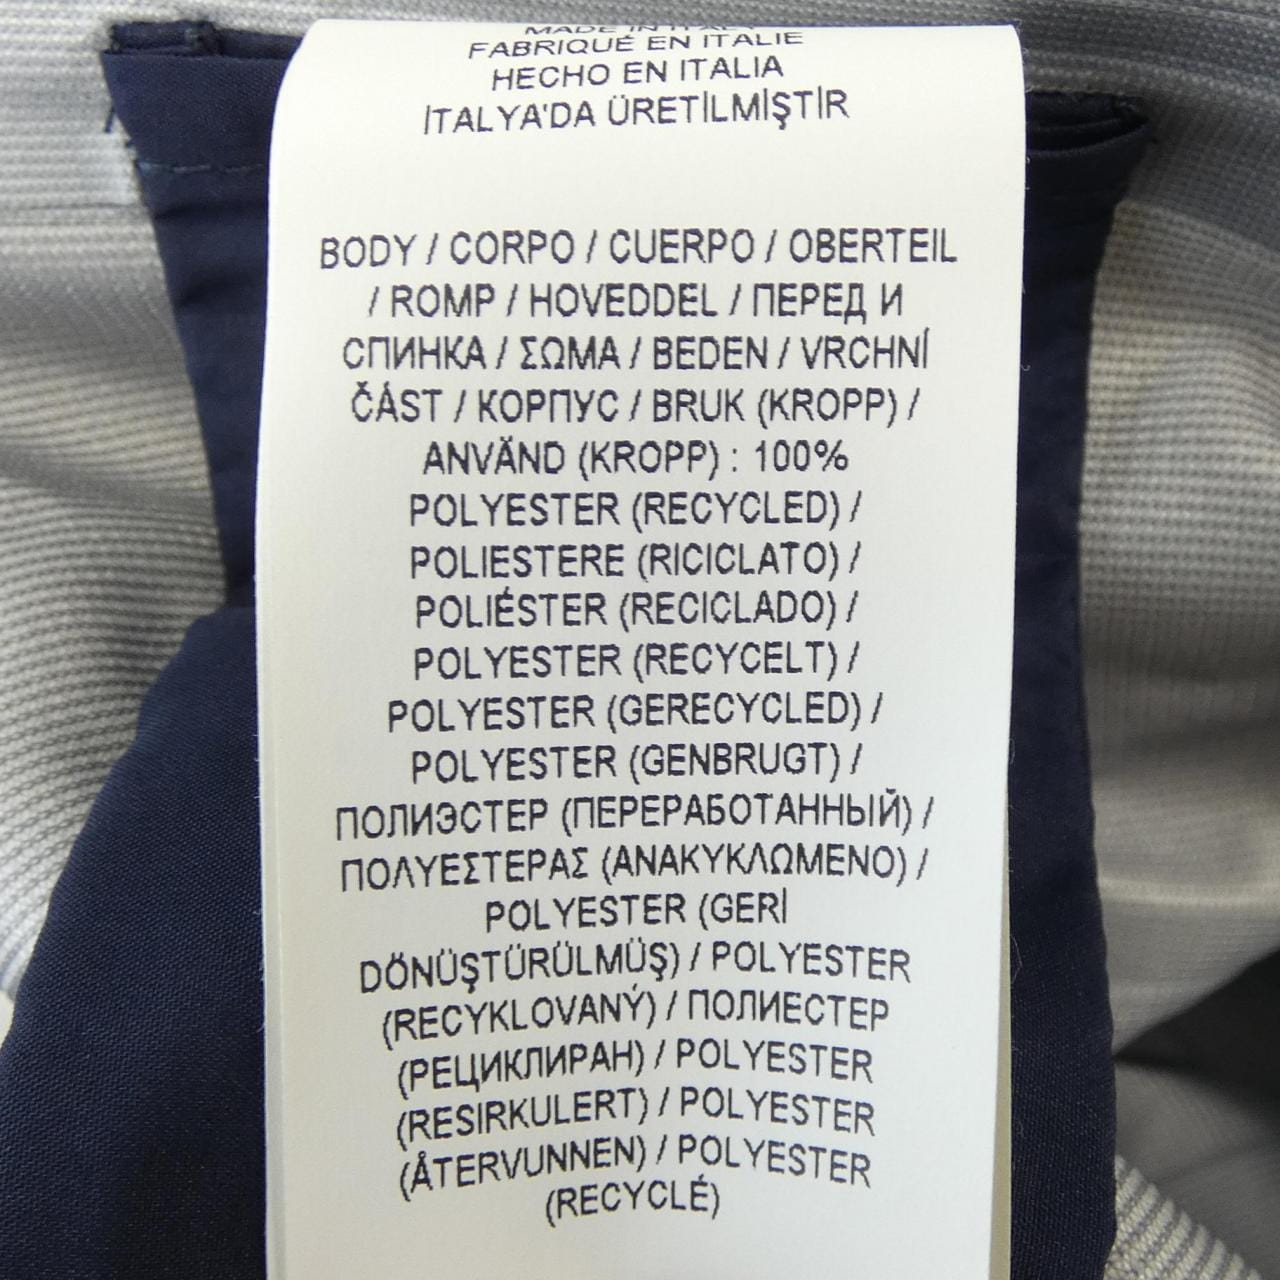 MADE IN ITALY
FABRIQUÉ EN ITALIE
HECHO EN ITALIA
İTALYA'DA ÜRETİLMİŞTİR
BODY / CORPO / CUERPO / OBERTEIL
/ ROMP / HOVEDDEL / ПЕРЕД И
СПИНКА / ΣΩΜΑ / BEDEN / VRCHNÍ
ČÁST / КОРПУС / BRUK (KROPP) /
ANVÄND (KROPP) : 100%
POLYESTER (RECYCLED) /
POLIESTERE (RICICLATO) /
POLIÉSTER (RECICLADO) /
POLYESTER (RECYCELT) /
POLYESTER (GERECYCLED) /
POLYESTER (GENBRUGT) /
ПОЛИЭСТЕР (ПЕРЕРАБОТАННЫЙ) /
ΠΟΛΥΕΣΤΕΡΑΣ (ΑΝΑΚΥΚΛΩΜΕΝΟ) /
POLYESTER (GERİ
DÖNÜŞTÜRÜLMÜŞ) / POLYESTER
(RECYKLOVANÝ) / ПОЛИЕСТЕР
(РЕЦИКЛИРАН) / POLYESTER
(RESIRKULERT) / POLYESTER
(ÅTERVUNNEN) / POLYESTER
(RECYCLÉ)